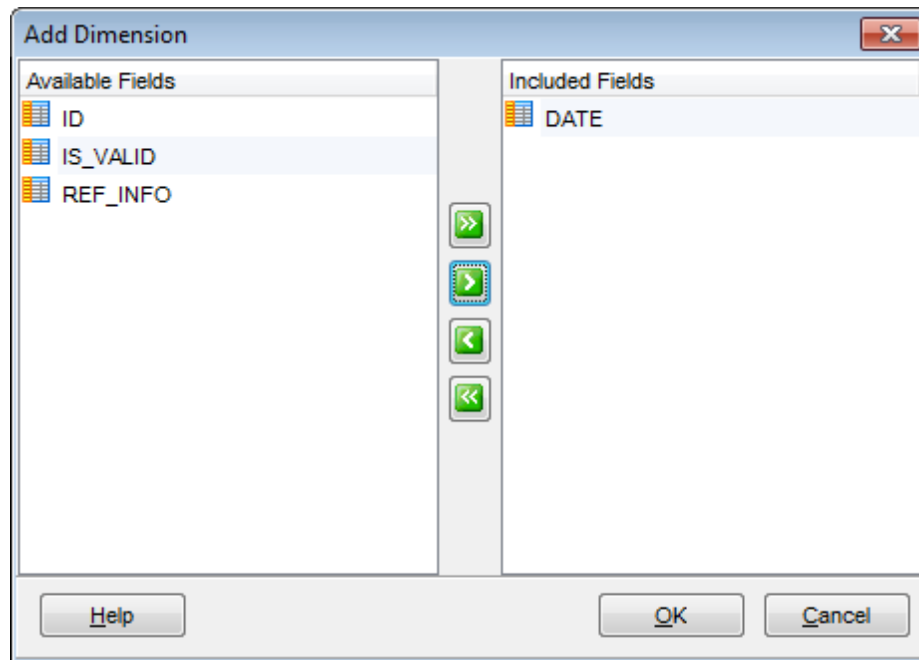 Add Dimension
Available Fields
ID
IS_VALID
REF_INFO
Included Fields
DATE
Help
OK
Cancel